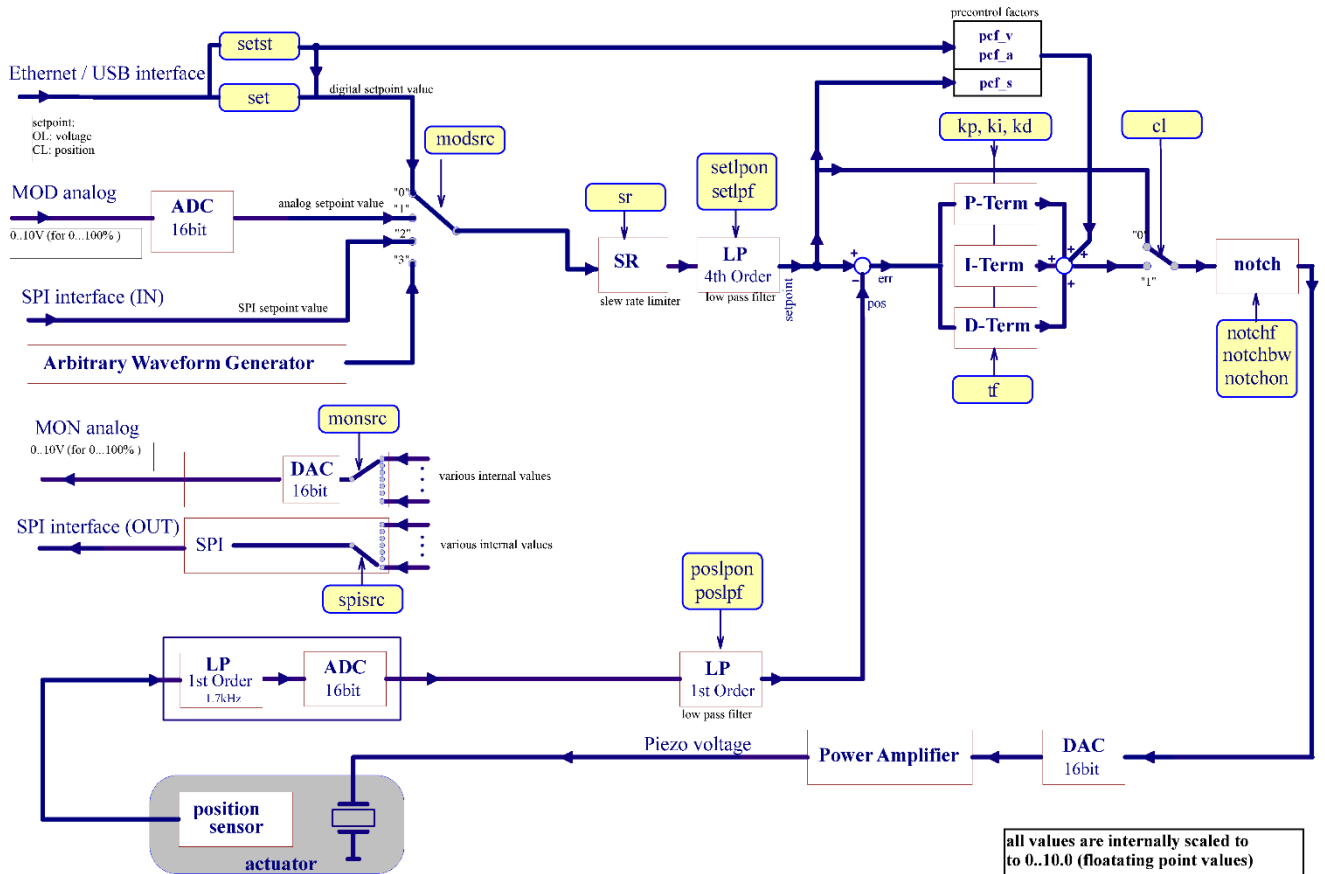 precontrol factors
setst
pcf_v
pcf_a
pcf_s
Ethernet / USB interface
set
digital setpoint value
setpoint;
OL: voltage
CL: position
modsrc
kp, ki, kd
cl
MOD analog
0..10V (for 0...100% )
ADC
16bit
analog setpoint value
"0"
"1"
"2"
"3"
sr
setlpon
setlpf
SR
slew rate limiter
LP
4th Order
low pass filter
setpoint
+
−
err
pos
P-Term
I-Term
D-Term
+
+
+
+
"0"
"1"
notch
SPI interface (IN)
SPI setpoint value
Arbitrary Waveform Generator
tf
notchf
notchbw
notchon
MON analog
0..10V (for 0...100% )
monsrc
DAC
16bit
various internal values
SPI interface (OUT)
SPI
various internal values
spisrc
poslpon
poslpf
LP
1st Order
1.7kHz
ADC
16bit
LP
1st Order
low pass filter
Piezo voltage
Power Amplifier
DAC
16bit
position
sensor
actuator
all values are internally scaled to
to 0..10.0 (floatating point values)